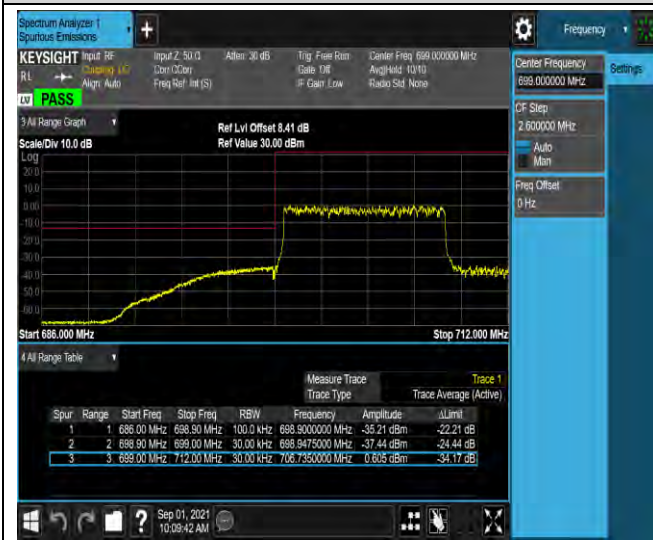 Spectrum Analyzer 1
Spurious Emissions
Frequency
KEYSIGHT Input: RF Input Z: 50 Ω Atten: 30 dB Trig: Free Run Center Freq: 699.000000 MHz
RL Coupling: DC Corr CCorr Gate: Off Avg|Hold: 10/10
Align: Auto Freq Ref: Int (S) IF Gain: Low Radio Std: None
LXI PASS
Center Frequency
699.000000 MHz
Settings
CF Step
2.600000 MHz
Auto
Man
Freq Offset
0 Hz
3 All Range Graph
Ref Lvl Offset 8.41 dB
Scale/Div 10.0 dB Ref Value 30.00 dBm
Log
20.0
10.0
0.00
-10.0
-20.0
-30.0
-40.0
-50.0
-60.0
Start 686.000 MHz Stop 712.000 MHz
4 All Range Table
Measure Trace Trace 1
Trace Type Trace Average (Active)
Spur Range Start Freq Stop Freq RBW Frequency Amplitude ΔLimit
1 1 686.00 MHz 698.90 MHz 100.0 kHz 698.9000000 MHz -35.21 dBm -22.21 dB
2 2 698.90 MHz 699.00 MHz 30.00 kHz 698.9475000 MHz -37.44 dBm -24.44 dB
3 3 699.00 MHz 712.00 MHz 30.00 kHz 706.7350000 MHz 0.605 dBm -34.17 dB
Sep 01, 2021
10:09:42 AM